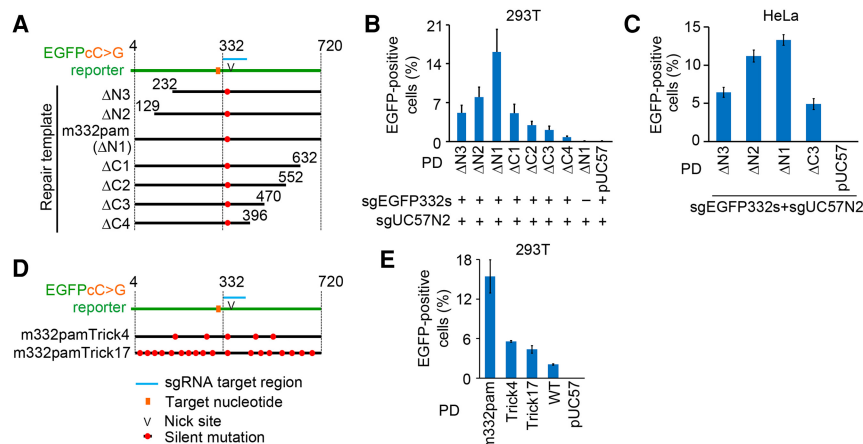 A
4 332 720
EGFPcC>G
reporter
V
Repair template
232
ΔN3
129
ΔN2
m332pam
(ΔN1)
ΔC1
632
ΔC2
552
ΔC3
470
ΔC4
396
B
293T
EGFP-positive
cells (%)
21
14
7
0
PD
ΔN3 ΔN2 ΔN1 ΔC1 ΔC2 ΔC3 ΔC4 ΔN1 pUC57
sgEGFP332s + + + + + + + − +
sgUC57N2 + + + + + + + + +
C
HeLa
EGFP-positive
cells (%)
15
10
5
0
PD
ΔN3 ΔN2 ΔN1 ΔC3 pUC57
sgEGFP332s+sgUC57N2
D
4 332 720
EGFPcC>G
reporter
V
m332pamTrick4
m332pamTrick17
sgRNA target region
Target nucleotide
V Nick site
Silent mutation
E
293T
EGFP-positive
cells (%)
18
12
6
0
PD
m332pam Trick4 Trick17 WT pUC57